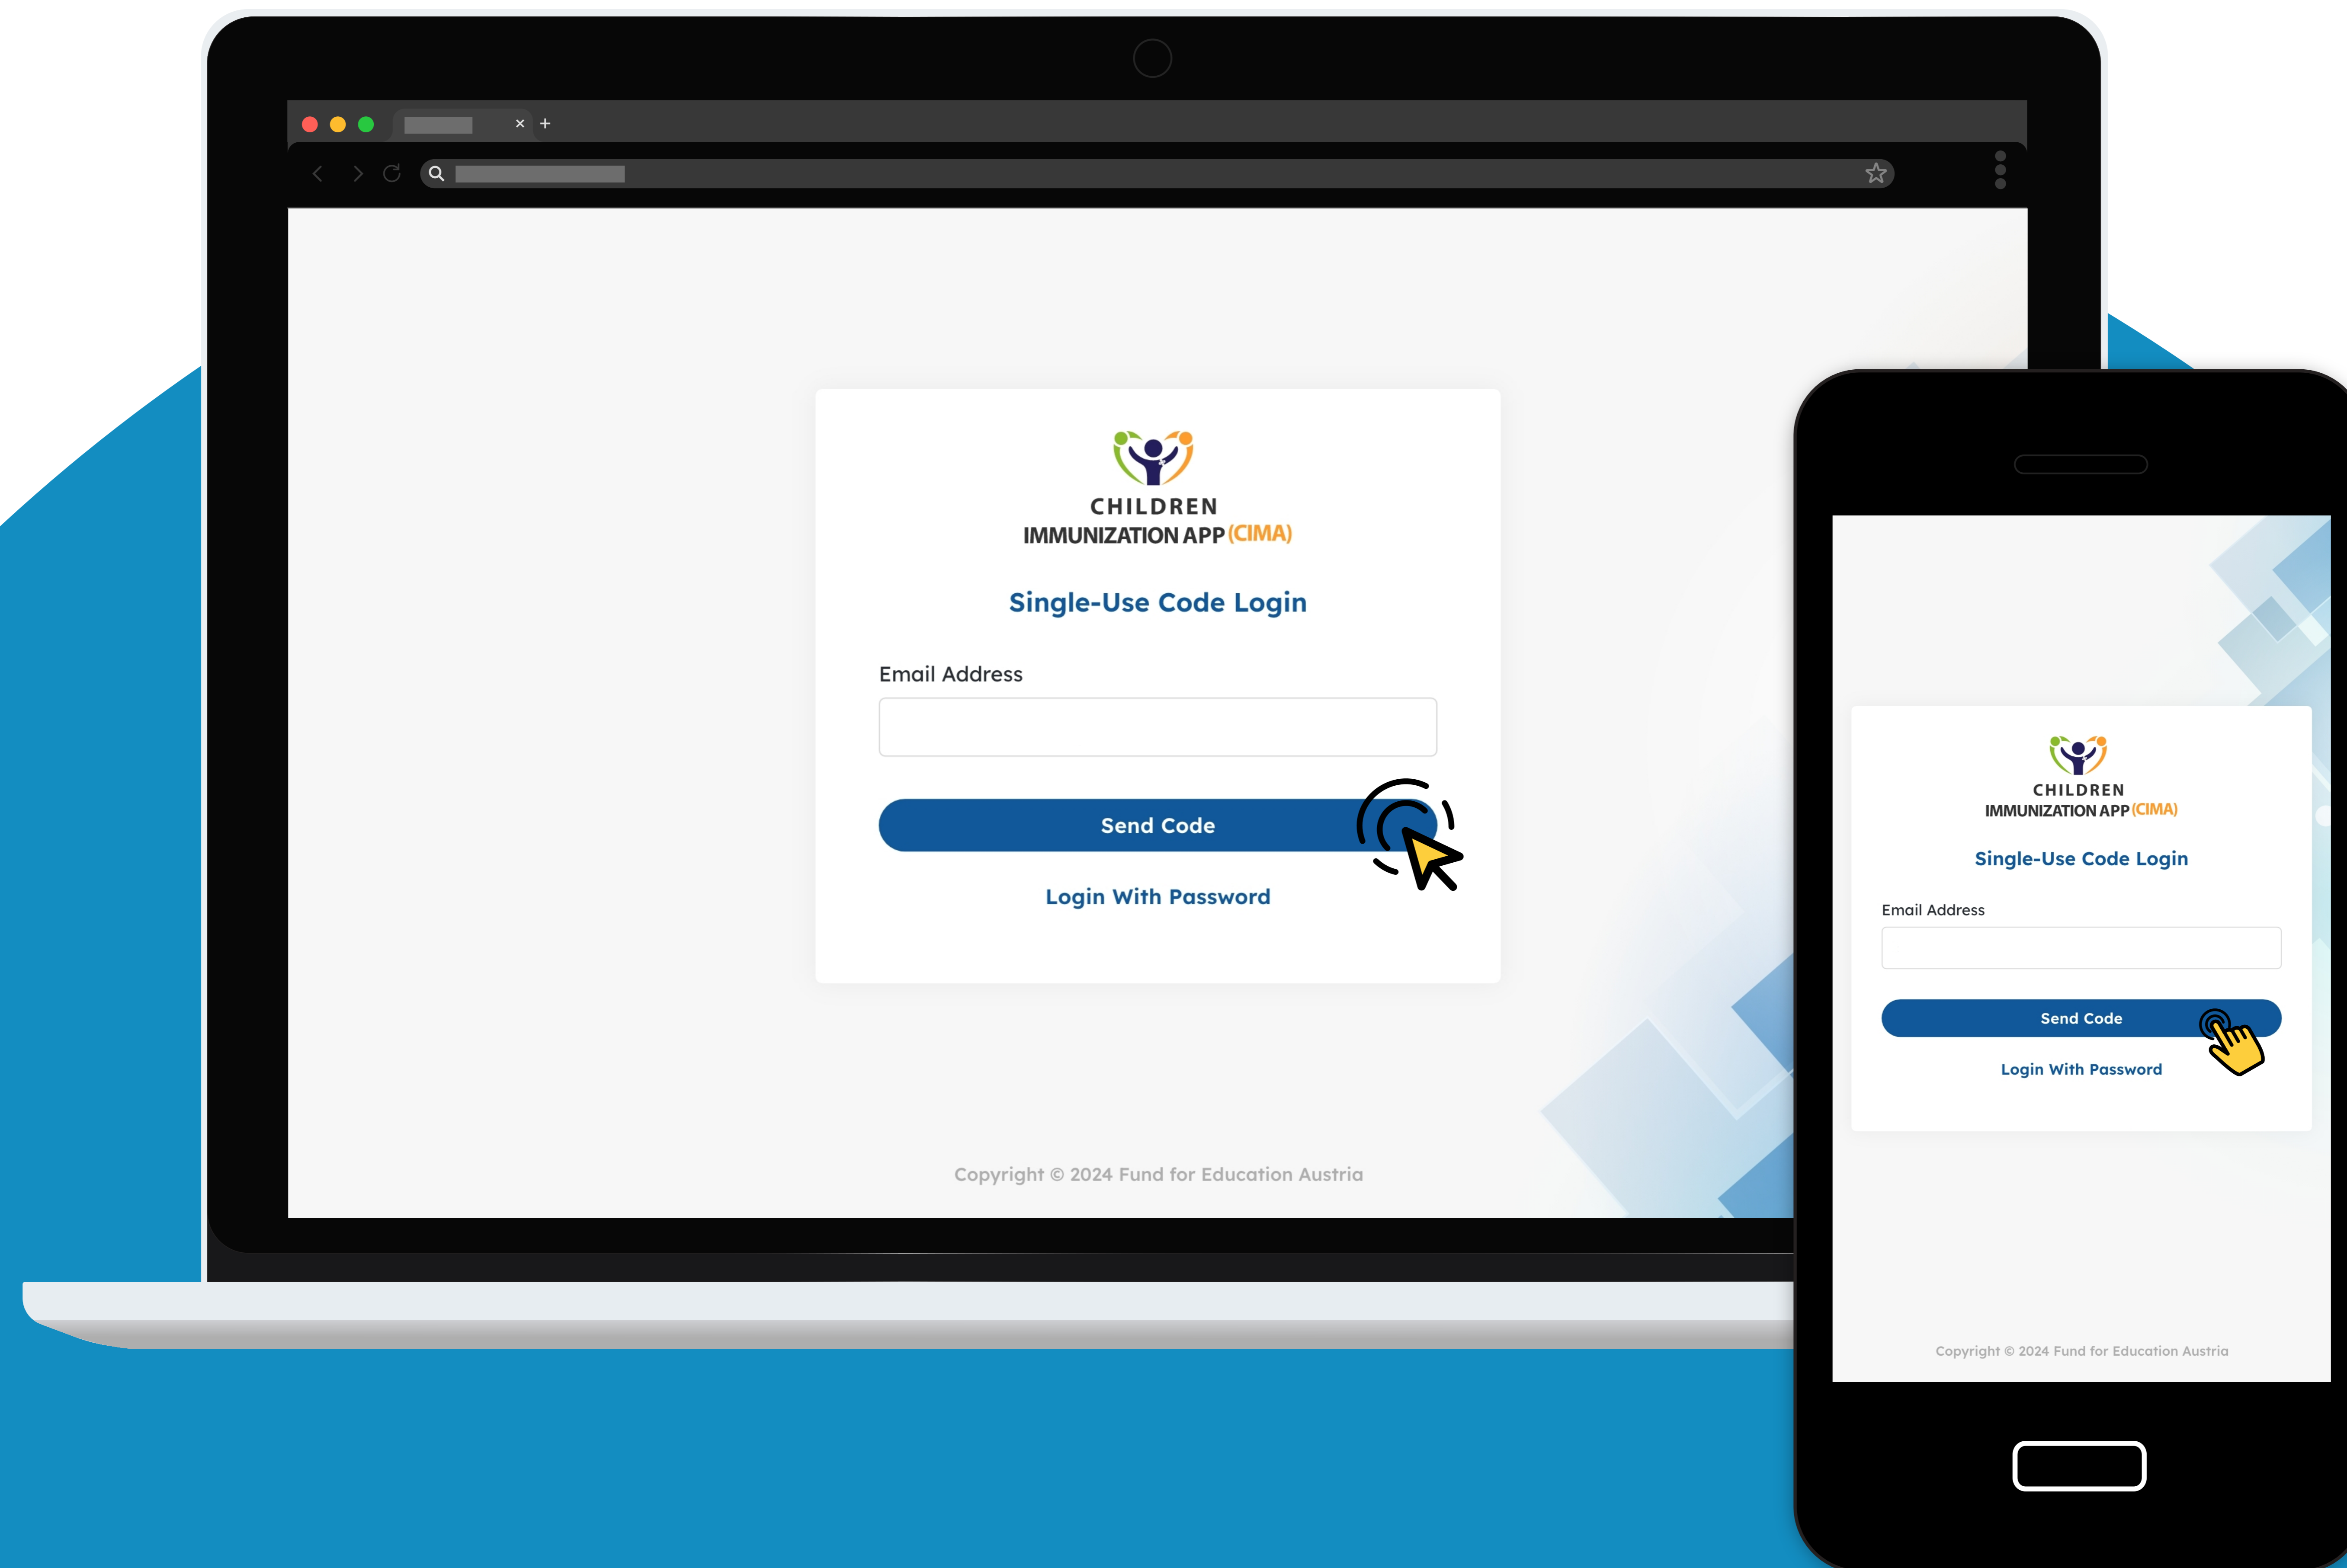 CHILDREN
IMMUNIZATION APP (CIMA)
Single-Use Code Login
Email Address
Send Code
Login With Password
Copyright © 2024 Fund for Education Austria
CHILDREN
IMMUNIZATION APP (CIMA)
Single-Use Code Login
Email Address
Send Code
Login With Password
Copyright © 2024 Fund for Education Austria